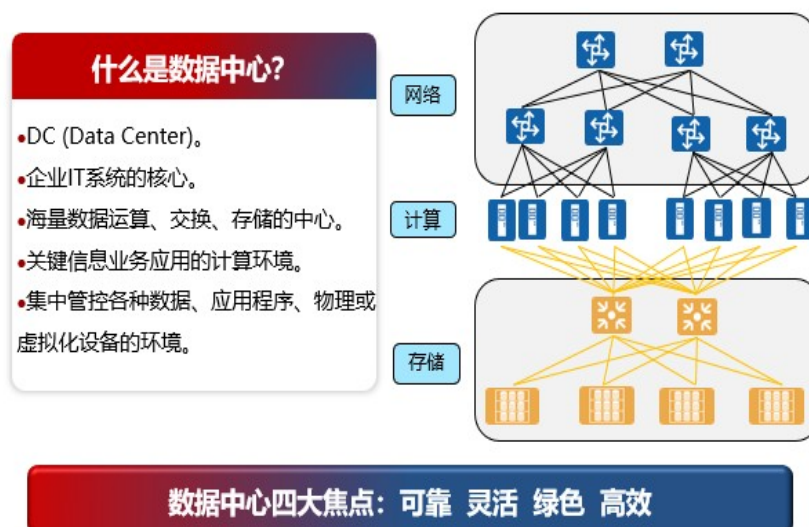 什么是数据中心？
•DC (Data Center)。
•企业IT系统的核心。
•海量数据运算、交换、存储的中心。
•关键信息业务应用的计算环境。
•集中管控各种数据、应用程序、物理或
虚拟化设备的环境。
网络
计算
存储
数据中心四大焦点：可靠 灵活 绿色 高效